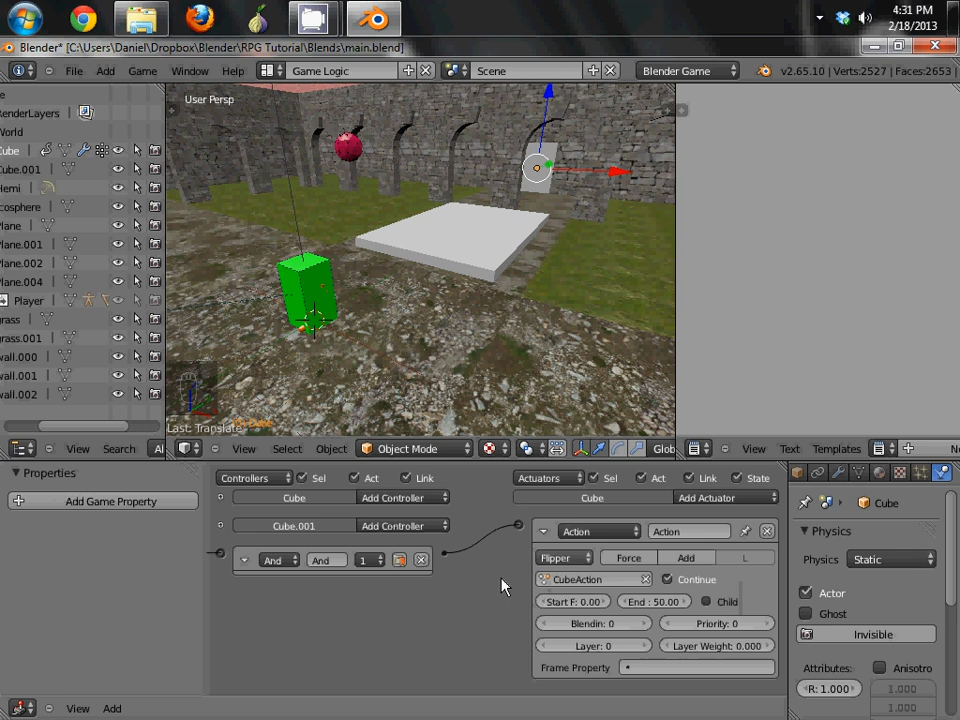 4:31 PM
2/18/2013
Blender* [C:\Users\Daniel\Dropbox\Blender\RPG Tutorial\Blends\main.blend]
File Add Game Window Help Game Logic Scene Blender Game v2.65.10 | Verts:2527 | Faces:2653 |
e
RenderLayers
World
Cube
Cube.001
Hemi
cosphere
Plane
Plane.001
Plane.002
Plane.004
Player
grass
grass.001
wall.000
wall.001
wall.002
User Persp
Last: Translate
View Search Al
View Select Object Object Mode Glob
View Text Templates Ne
Properties
Add Game Property
Controllers Sel Act Link
Cube Add Controller
Cube.001 Add Controller
And And 1
Actuators Sel Act Link State
Cube Add Actuator
Action Action
Flipper Force Add L
CubeAction Continue
Start F: 0.00 End : 50.00 Child
Blendin: 0 Priority: 0
Layer: 0 Layer Weight: 0.000
Frame Property
Cube
Physics
Physics Static
Actor
Ghost
Invisible
Attributes: Anisotro
R: 1.000 1.000
1.000
View Add